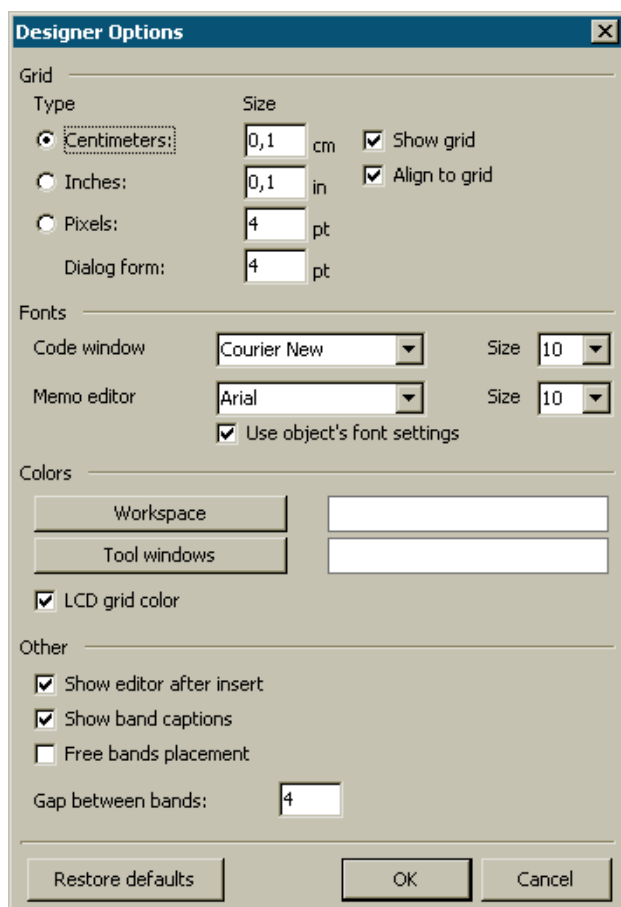 Designer Options
Grid
Type Size
Centimeters: 0,1 cm Show grid
Inches: 0,1 in Align to grid
Pixels: 4 pt
Dialog form: 4 pt
Fonts
Code window Courier New Size 10
Memo editor Arial Size 10
Use object's font settings
Colors
Workspace
Tool windows
LCD grid color
Other
Show editor after insert
Show band captions
Free bands placement
Gap between bands: 4
Restore defaults OK Cancel